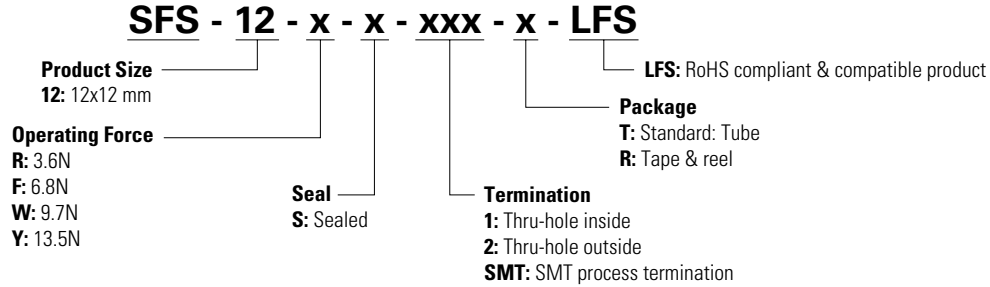 SFS - 12 - x - x - xxx - x - LFS
Product Size
12: 12x12 mm
Operating Force
R: 3.6N
F: 6.8N
W: 9.7N
Y: 13.5N
Seal
S: Sealed
Termination
1: Thru-hole inside
2: Thru-hole outside
SMT: SMT process termination
Package
T: Standard: Tube
R: Tape & reel
LFS: RoHS compliant & compatible product